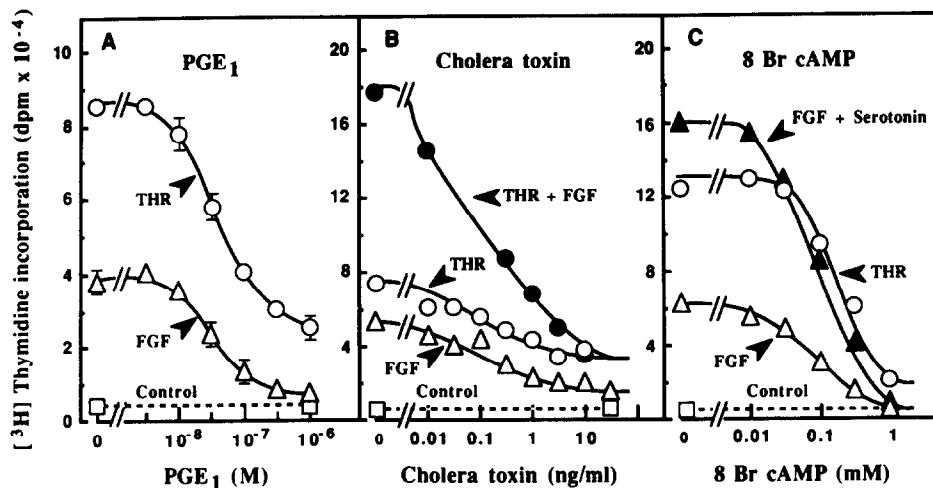 [ ³H] Thymidine incorporation (dpm x 10⁻⁴)
A
PGE₁
8
6
4
2
0
THR
FGF
Control
0 10⁻⁸ 10⁻⁷ 10⁻⁶
PGE₁ (M)
B
Cholera toxin
20
16
12
8
4
THR + FGF
THR
FGF
Control
0 0.01 0.1 1 10
Cholera toxin (ng/ml)
C
8 Br cAMP
20
16
12
8
4
FGF + Serotonin
THR
FGF
Control
0 0.01 0.1 1
8 Br cAMP (mM)